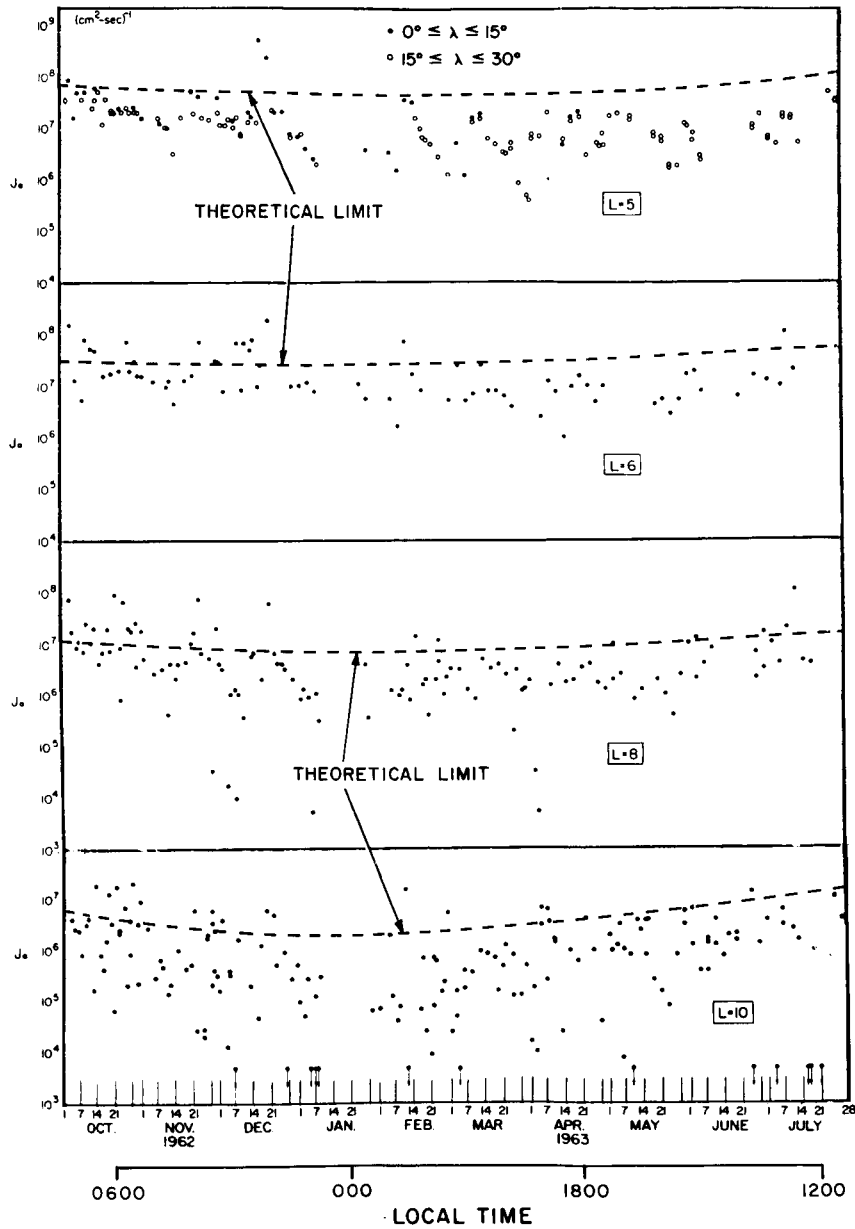 (cm²-sec)⁻¹
• 0° ≤ λ ≤ 15°
○ 15° ≤ λ ≤ 30°
10⁹
10⁸
10⁷
10⁶
10⁵
10⁴
J₀
THEORETICAL LIMIT
L=5
10⁸
10⁷
10⁶
10⁵
10⁴
J₀
L=6
10⁸
10⁷
10⁶
10⁵
10⁴
10³
J₀
THEORETICAL LIMIT
L=8
10⁷
10⁶
10⁵
10⁴
10³
J₀
L=10
1 7 14 21 1 7 14 21 1 7 14 21 1 7 14 21 1 7 14 21 1 7 14 21 1 7 14 21 1 7 14 21 1 7 14 21 1 7 14 21 28
OCT. NOV. DEC. JAN. FEB. MAR APR. MAY JUNE JULY
1962 1963
0600 000 1800 1200
LOCAL TIME